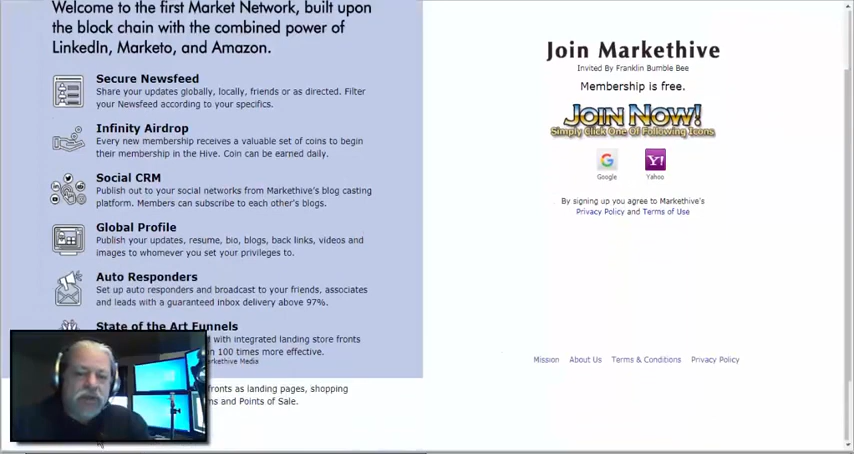 Welcome to the first Market Network, built upon
the block chain with the combined power of
LinkedIn, Marketo, and Amazon.
Secure Newsfeed
Share your updates globally, locally, friends or as directed. Filter
your Newsfeed according to your specifics.
Infinity Airdrop
Every new membership receives a valuable set of coins to begin
their membership in the Hive. Coin can be earned daily.
Social CRM
Publish out to your social networks from Markethive's blog casting
platform. Members can subscribe to each other's blogs.
Global Profile
Publish your updates, resume, bio, blogs, back links, videos and
images to whomever you set your privileges to.
Auto Responders
Set up auto responders and broadcast to your friends, associates
and leads with a guaranteed inbox delivery above 97%.
State of the Art Funnels
with integrated landing store fronts
100 times more effective.
Media
fronts as landing pages, shopping
and Points of Sale.
Join Markethive
Invited By Franklin Bumble Bee
Membership is free.
JOIN NOW!
Simply Click One Of Following Icons
G Y!
Google Yahoo
By signing up you agree to Markethive's
Privacy Policy and Terms of Use
Mission About Us Terms & Conditions Privacy Policy